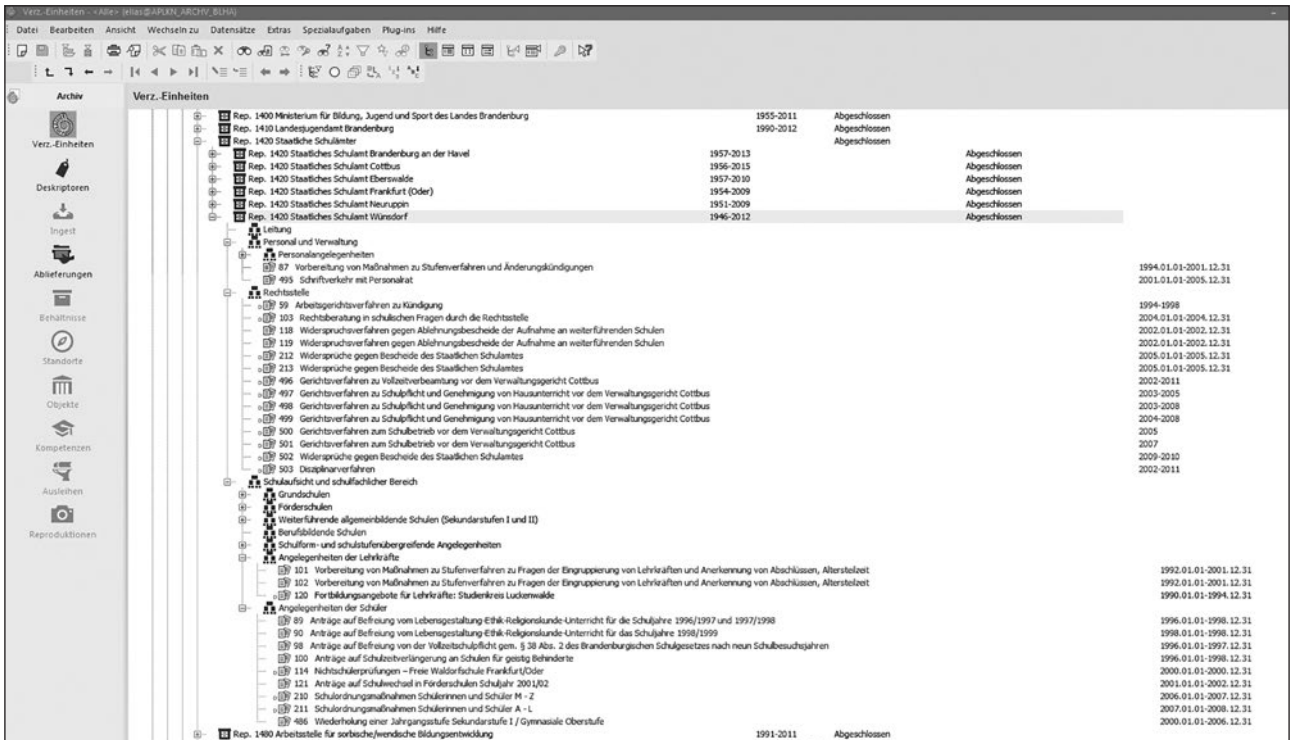 Verz.-Einheiten - <Alle> (elias@APLKN_ARCHV_BLHA)
Datei Bearbeiten Ansicht Wechseln zu Datensätze Extras Spezialaufgaben Plug-ins Hilfe
Archiv
Verz.-Einheiten
Verz.-Einheiten
Deskriptoren
Ingest
Ablieferungen
Behältnisse
Standorte
Objekte
Kompetenzen
Ausleihen
Reproduktionen
Rep. 1400 Ministerium für Bildung, Jugend und Sport des Landes Brandenburg 1955-2011 Abgeschlossen
Rep. 1410 Landesjugendamt Brandenburg 1990-2012 Abgeschlossen
Rep. 1420 Staatliche Schulämter Abgeschlossen
Rep. 1420 Staatliches Schulamt Brandenburg an der Havel 1957-2013 Abgeschlossen
Rep. 1420 Staatliches Schulamt Cottbus 1956-2015 Abgeschlossen
Rep. 1420 Staatliches Schulamt Eberswalde 1957-2010 Abgeschlossen
Rep. 1420 Staatliches Schulamt Frankfurt (Oder) 1954-2009 Abgeschlossen
Rep. 1420 Staatliches Schulamt Neuruppin 1951-2009 Abgeschlossen
Rep. 1420 Staatliches Schulamt Wünsdorf 1946-2012 Abgeschlossen
Leitung
Personal und Verwaltung
Personalangelegenheiten
87 Vorbereitung von Maßnahmen zu Stufenverfahren und Änderungskündigungen 1994.01.01-2001.12.31
495 Schriftverkehr mit Personalrat 2001.01.01-2005.12.31
Rechtsstelle
59 Arbeitsgerichtsverfahren zu Kündigung 1994-1998
103 Rechtsberatung in schulischen Fragen durch die Rechtsstelle 2004.01.01-2004.12.31
118 Widerspruchsverfahren gegen Ablehnungsbescheide der Aufnahme an weiterführenden Schulen 2002.01.01-2002.12.31
119 Widerspruchsverfahren gegen Ablehnungsbescheide der Aufnahme an weiterführenden Schulen 2002.01.01-2002.12.31
212 Widersprüche gegen Bescheide des Staatlichen Schulamtes 2005.01.01-2005.12.31
213 Widersprüche gegen Bescheide des Staatlichen Schulamtes 2005.01.01-2005.12.31
496 Gerichtsverfahren zu Vollzeitverbeamtung vor dem Verwaltungsgericht Cottbus 2002-2011
497 Gerichtsverfahren zu Schulpflicht und Genehmigung von Hausunterricht vor dem Verwaltungsgericht Cottbus 2003-2005
498 Gerichtsverfahren zu Schulpflicht und Genehmigung von Hausunterricht vor dem Verwaltungsgericht Cottbus 2003-2008
499 Gerichtsverfahren zu Schulpflicht und Genehmigung von Hausunterricht vor dem Verwaltungsgericht Cottbus 2004-2008
500 Gerichtsverfahren zum Schulbetrieb vor dem Verwaltungsgericht Cottbus 2005
501 Gerichtsverfahren zum Schulbetrieb vor dem Verwaltungsgericht Cottbus 2007
502 Widersprüche gegen Bescheide des Staatlichen Schulamtes 2009-2010
503 Disziplinarverfahren 2002-2011
Schulaufsicht und schulfachlicher Bereich
Grundschulen
Förderschulen
Weiterführende allgemeinbildende Schulen (Sekundarstufen I und II)
Berufsbildende Schulen
Schulform- und schulstufenübergreifende Angelegenheiten
Angelegenheiten der Lehrkräfte
101 Vorbereitung von Maßnahmen zu Stufenverfahren zu Fragen der Eingruppierung von Lehrkräften und Anerkennung von Abschlüssen, Altersteilzeit 1992.01.01-2001.12.31
102 Vorbereitung von Maßnahmen zu Stufenverfahren zu Fragen der Eingruppierung von Lehrkräften und Anerkennung von Abschlüssen, Altersteilzeit 1992.01.01-2001.12.31
120 Fortbildungsangebote für Lehrkräfte: Studienkreis Luckenwalde 1990.01.01-1994.12.31
Angelegenheiten der Schüler
89 Anträge auf Befreiung vom Lebensgestaltung-Ethik-Religionskunde-Unterricht für die Schuljahre 1996/1997 und 1997/1998 1996.01.01-1998.12.31
90 Anträge auf Befreiung vom Lebensgestaltung-Ethik-Religionskunde-Unterricht für das Schuljahre 1998/1999 1998.01.01-1998.12.31
98 Anträge auf Befreiung von der Vollzeitschulpflicht gem. § 38 Abs. 2 des Brandenburgischen Schulgesetzes nach neun Schulbesuchsjahren 1996.01.01-1997.12.31
100 Anträge auf Schulzeitverlängerung an Schulen für geistig Behinderte 1996.01.01-1998.12.31
114 Nichtschülerprüfungen – Freie Waldorfschule Frankfurt/Oder 2000.01.01-2000.12.31
121 Anträge auf Schulwechsel in Förderschulen Schuljahr 2001/02 2001.01.01-2002.12.31
210 Schulordnungsmaßnahmen Schülerinnen und Schüler M - Z 2006.01.01-2007.12.31
211 Schulordnungsmaßnahmen Schülerinnen und Schüler A - L 2007.01.01-2008.12.31
486 Wiederholung einer Jahrgangsstufe Sekundarstufe I / Gymnasiale Oberstufe 2000.01.01-2006.12.31
Rep. 1480 Arbeitsstelle für sorbische/wendische Bildungsentwicklung 1991-2011 Abgeschlossen